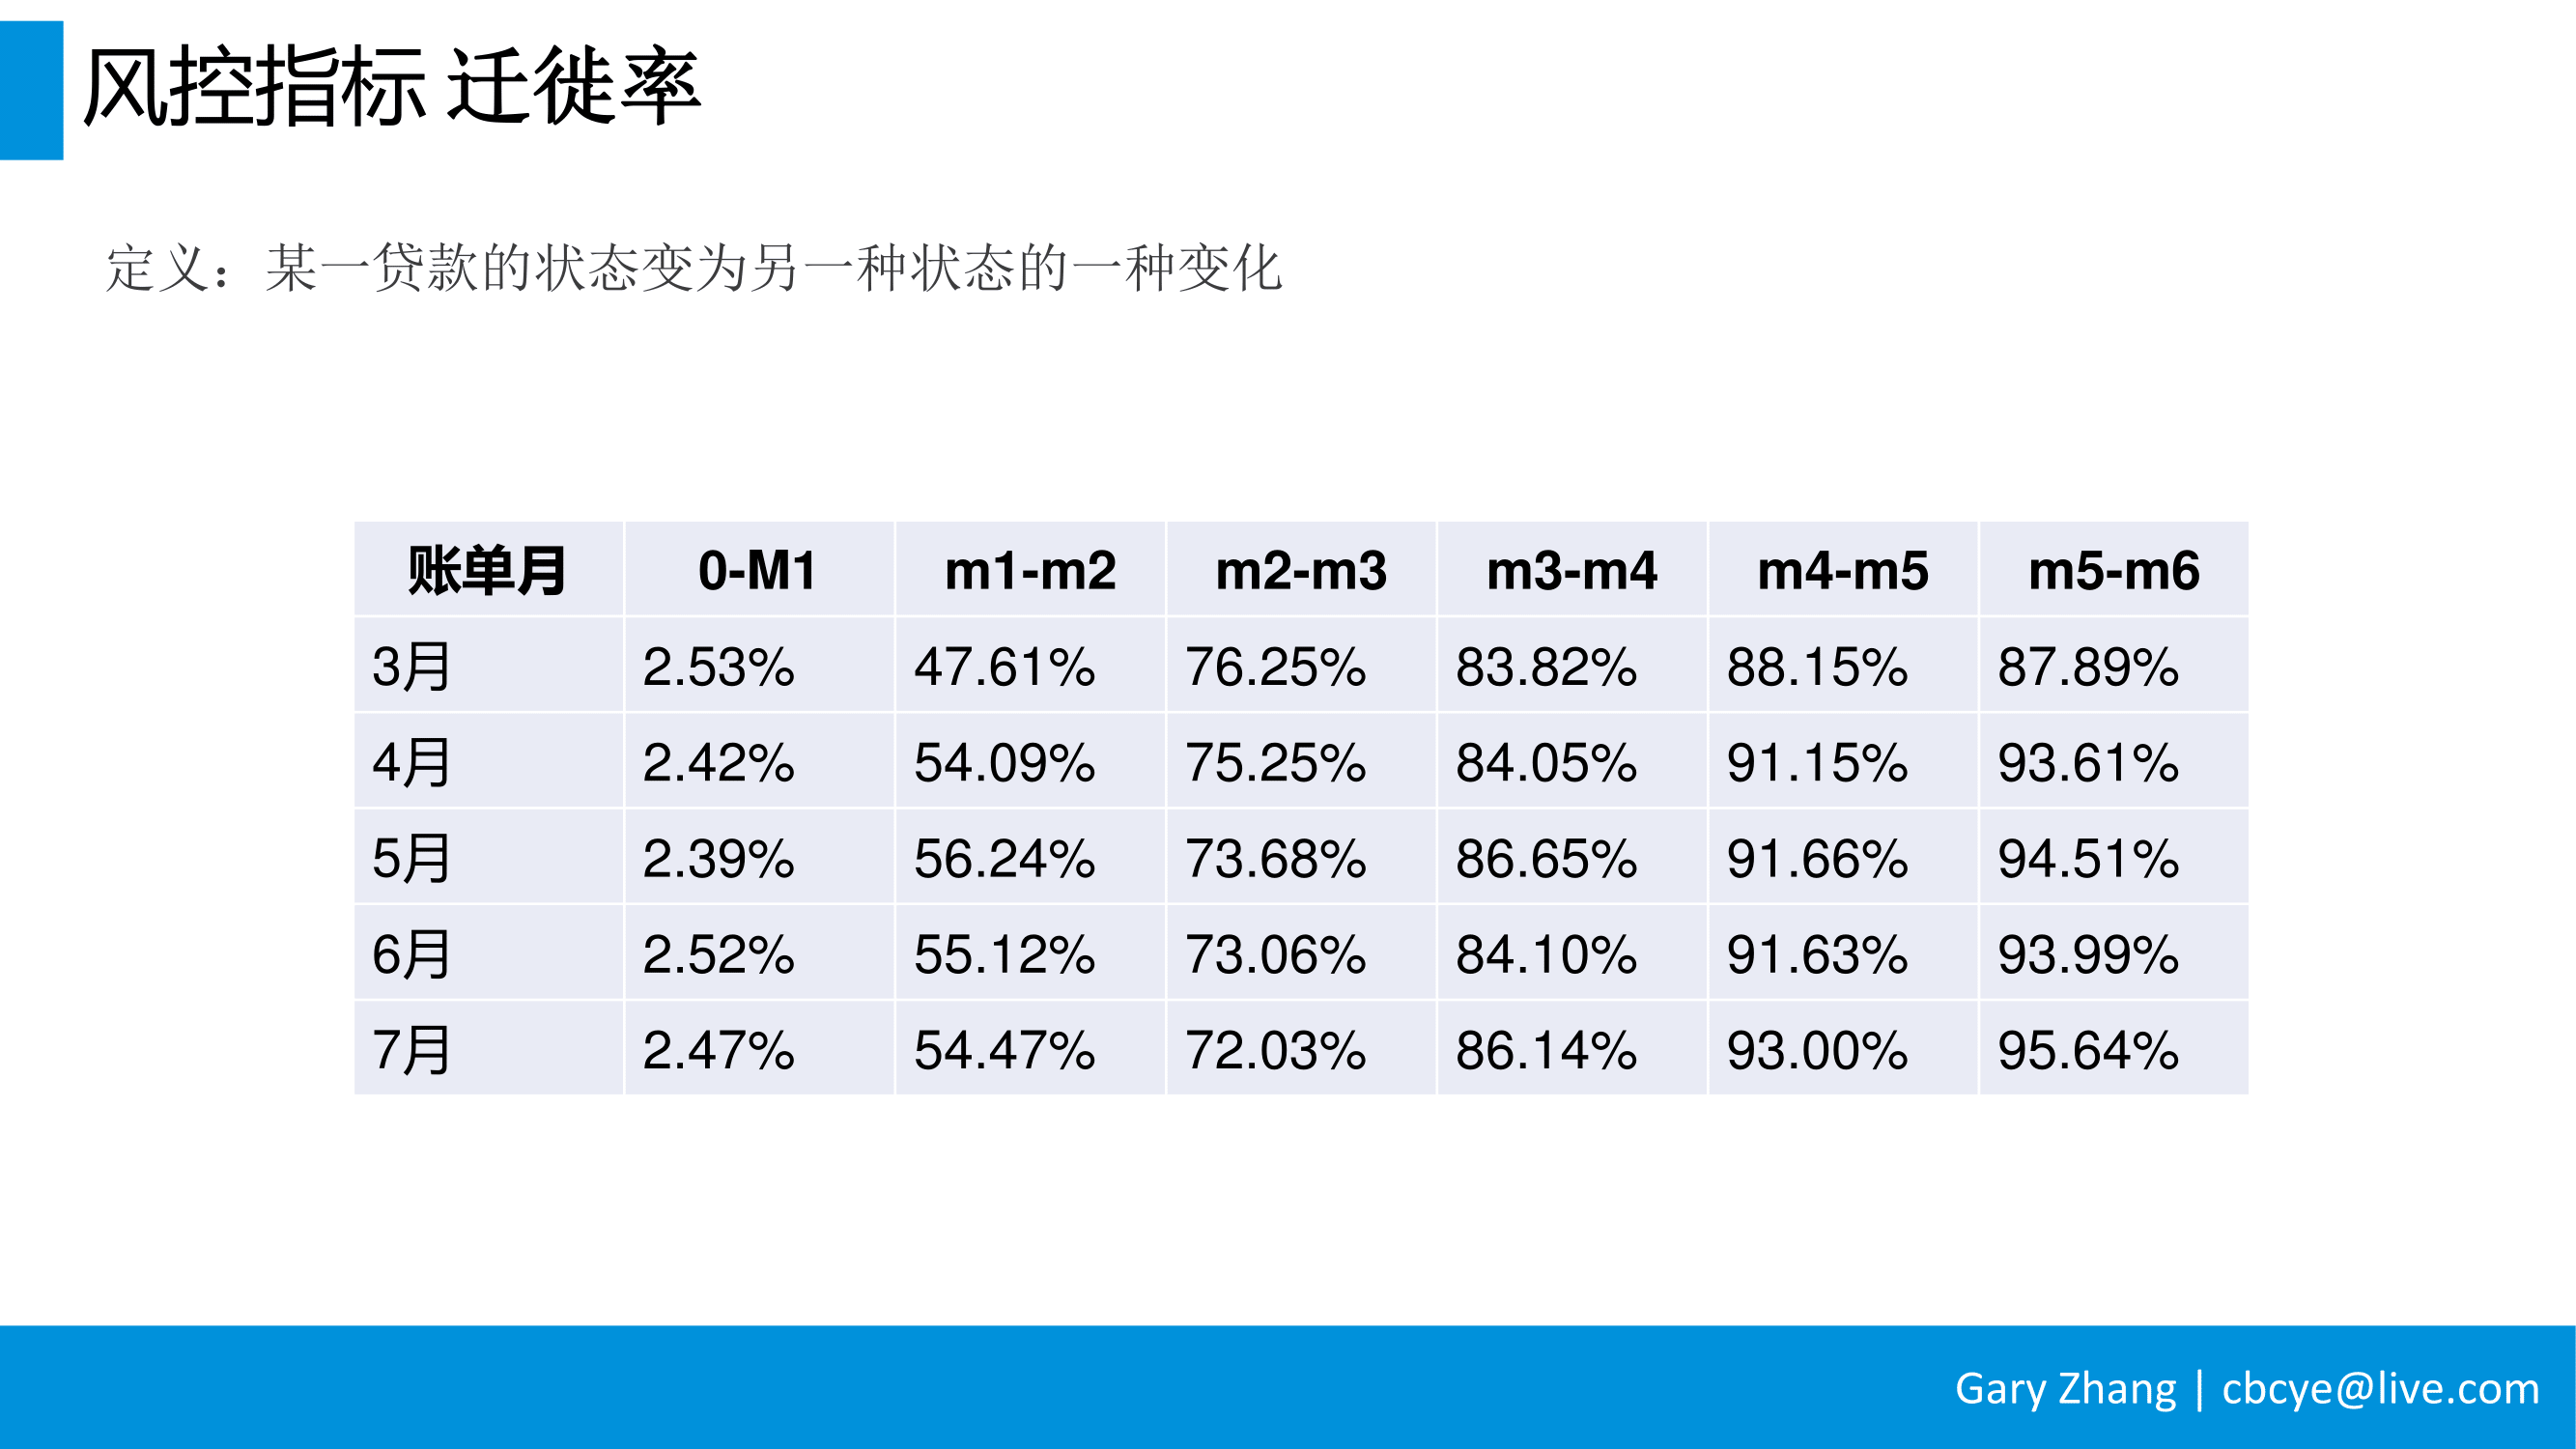 风控指标 迁徙率
定义：某一贷款的状态变为另一种状态的一种变化
账单月 0-M1 m1-m2 m2-m3 m3-m4 m4-m5 m5-m6
3月 2.53% 47.61% 76.25% 83.82% 88.15% 87.89%
4月 2.42% 54.09% 75.25% 84.05% 91.15% 93.61%
5月 2.39% 56.24% 73.68% 86.65% 91.66% 94.51%
6月 2.52% 55.12% 73.06% 84.10% 91.63% 93.99%
7月 2.47% 54.47% 72.03% 86.14% 93.00% 95.64%
Gary Zhang | cbcye@live.com